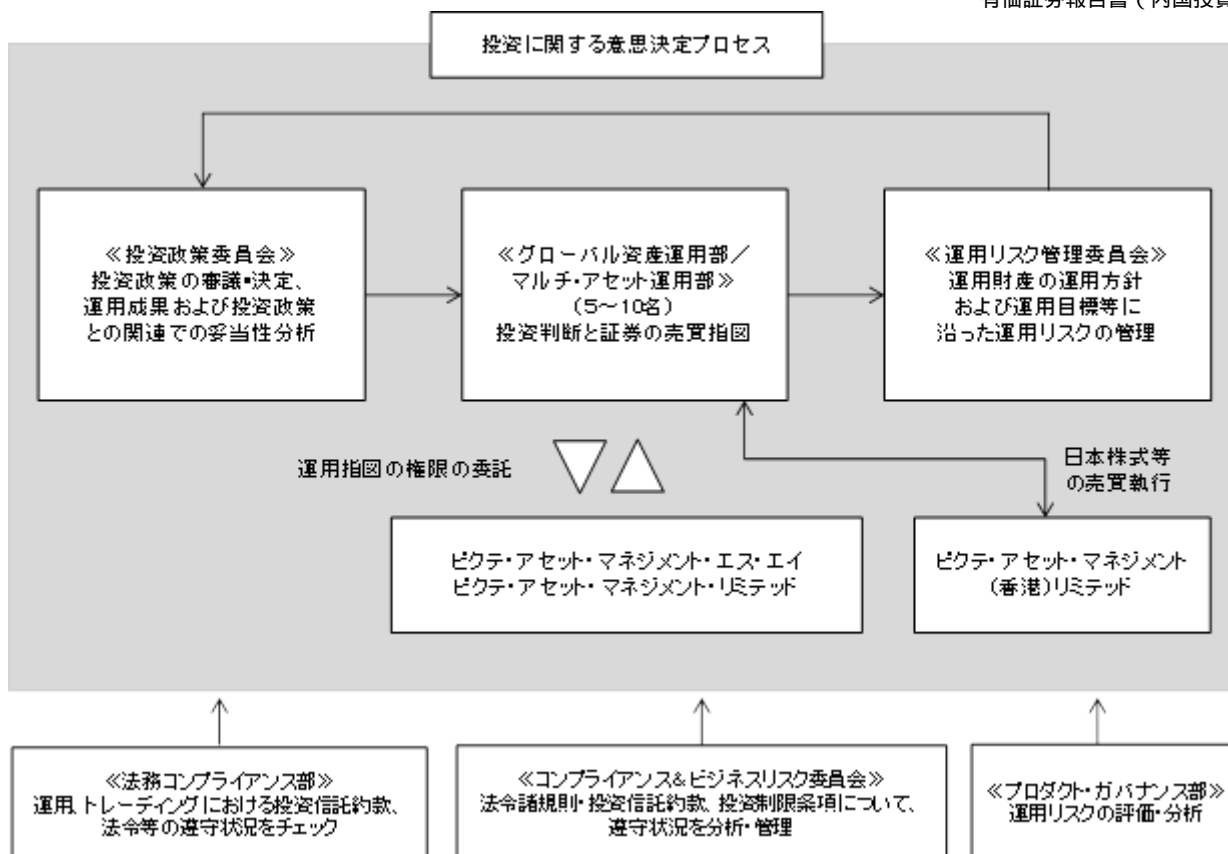 有価証券報告書(内国投資
投資に関する意思決定プロセス
≪投資政策委員会≫
投資政策の審議・決定、
運用成果および投資政策
との関連での妥当性分析
≪グローバル資産運用部/
マルチ・アセット運用部≫
(5~10名)
投資判断と証券の売買指図
≪運用リスク管理委員会≫
運用財産の運用方針
および運用目標等に
沿った運用リスクの管理
運用指図の権限の委託
日本株式等
の売買執行
ピクテ・アセット・マネジメント・エス・エイ
ピクテ・アセット・マネジメント・リミテッド
ピクテ・アセット・マネジメント
(香港)リミテッド
≪法務コンプライアンス部≫
運用、トレーディングにおける投資信託約款、
法令等の遵守状況をチェック
≪コンプライアンス&ビジネスリスク委員会≫
法令諸規則・投資信託約款、投資制限条項について、
遵守状況を分析・管理
≪プロダクト・ガバナンス部≫
運用リスクの評価・分析